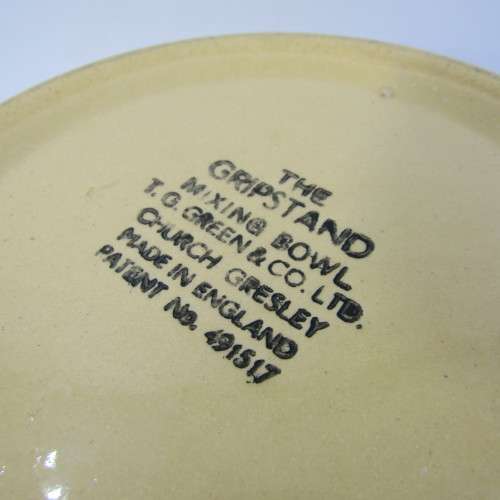 THE
GRIPSTAND
MIXING BOWL
T. G. GREEN & CO. LTD.
CHURCH GRESLEY
MADE IN ENGLAND
PATENT NO. 491517